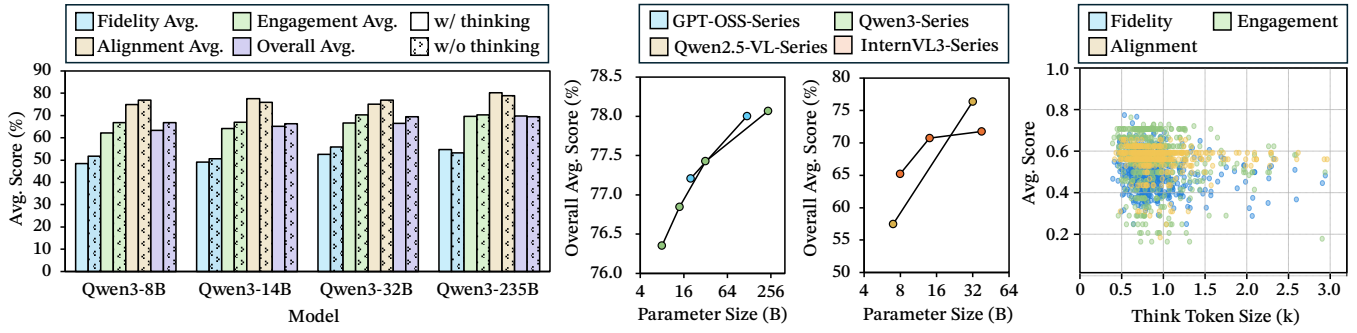 Fidelity Avg.
Engagement Avg.
w/ thinking
Alignment Avg.
Overall Avg.
w/o thinking
Avg. Score (%)
90
80
70
60
50
40
30
20
10
0
Qwen3-8B
Qwen3-14B
Qwen3-32B
Qwen3-235B
Model
GPT-OSS-Series
Qwen3-Series
Qwen2.5-VL-Series
InternVL3-Series
Overall Avg. Score (%)
78.5
78.0
77.5
77.0
76.5
76.0
4
16
64
256
Parameter Size (B)
Overall Avg. Score (%)
80
75
70
65
60
55
50
4
8
16
32
64
Parameter Size (B)
Fidelity
Engagement
Alignment
Avg. Score
1.0
0.8
0.6
0.4
0.2
0
0.5
1.0
1.5
2.0
2.5
3.0
Think Token Size (k)